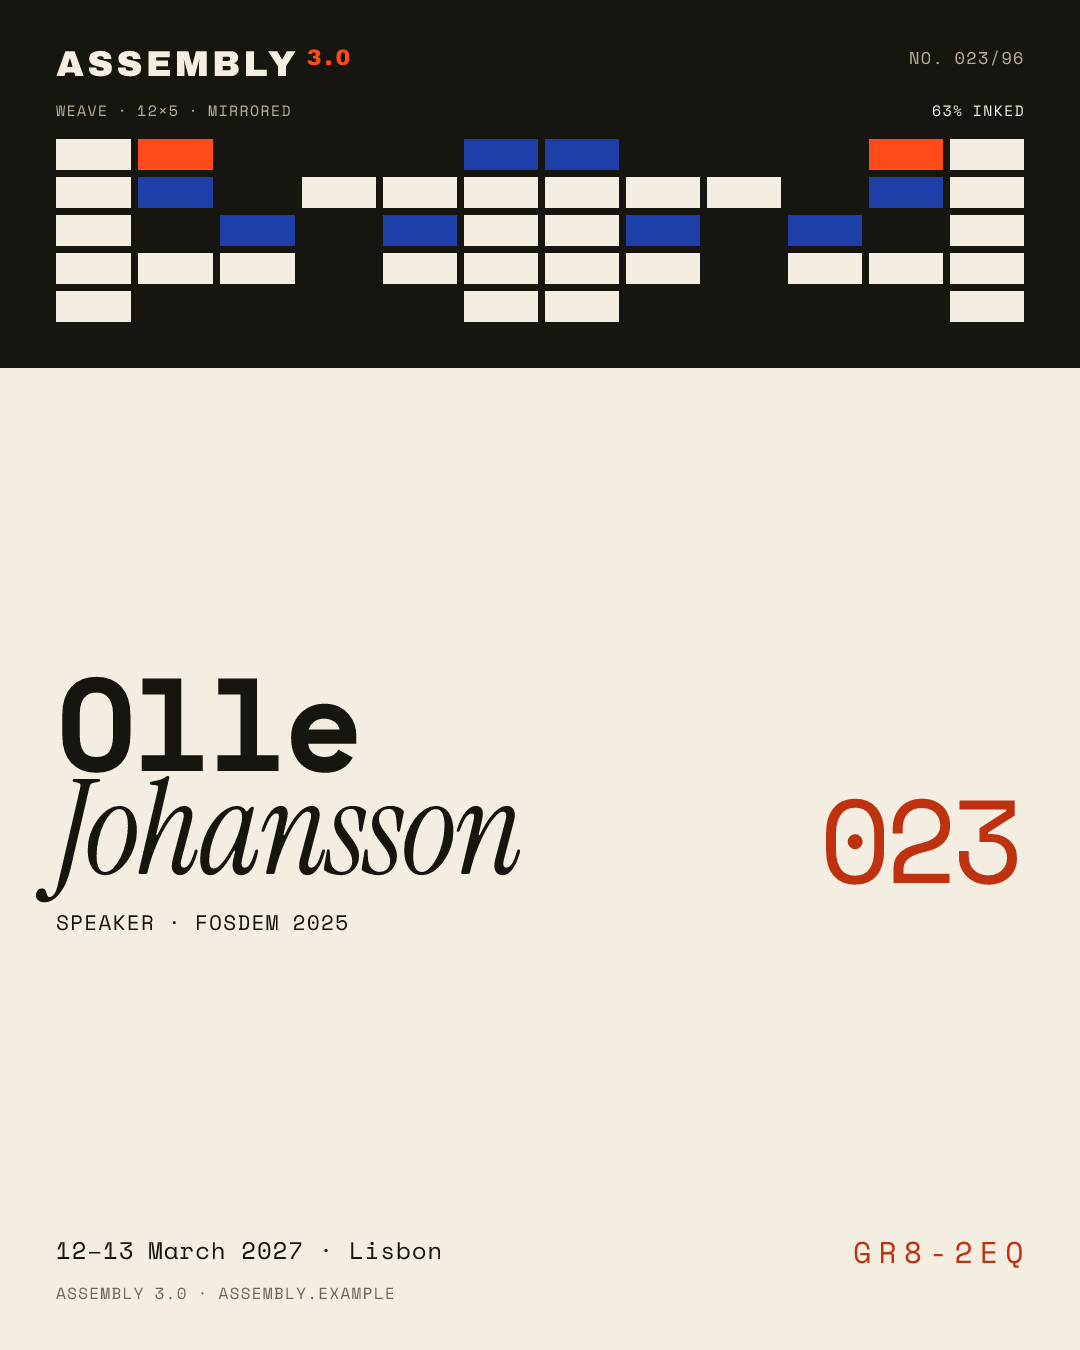 ASSEMBLY 3.0
NO. 023/96
WEAVE · 12×5 · MIRRORED
63% INKED
Olle
Johansson
023
SPEAKER · FOSDEM 2025
12–13 March 2027 · Lisbon
GR8-2EQ
ASSEMBLY 3.0 · ASSEMBLY.EXAMPLE